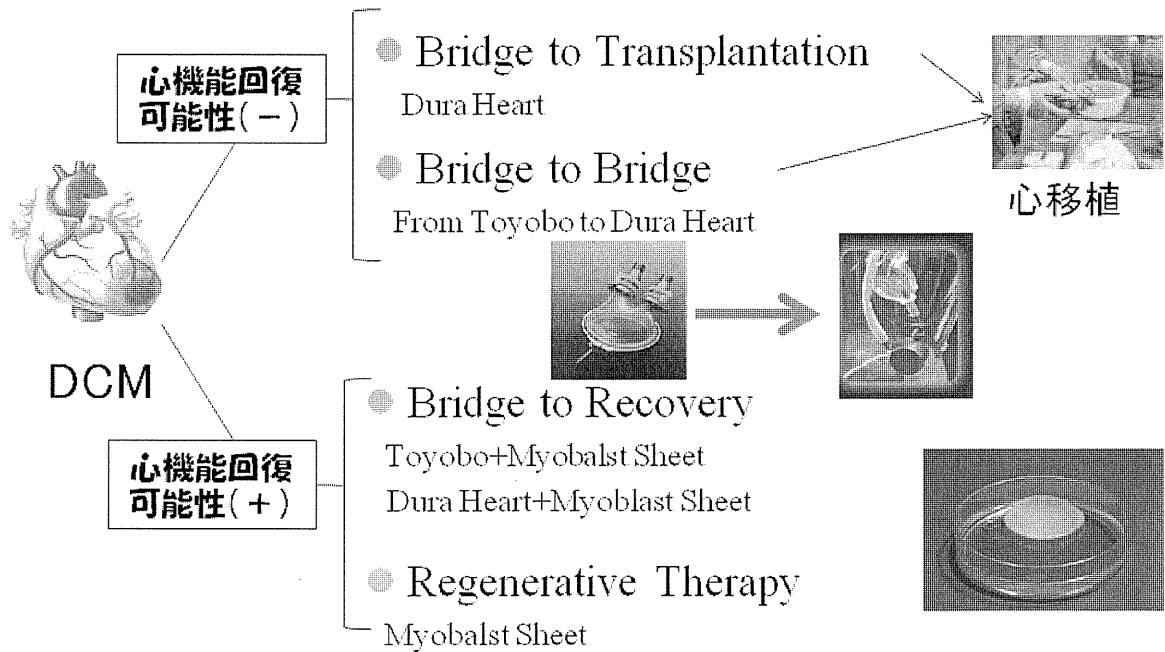 心機能回復
可能性(－)
Bridge to Transplantation
Dura Heart
Bridge to Bridge
From Toyobo to Dura Heart
心移植
DCM
心機能回復
可能性(＋)
Bridge to Recovery
Toyobo+Myobalst Sheet
Dura Heart+Myoblast Sheet
Regenerative Therapy
Myobalst Sheet